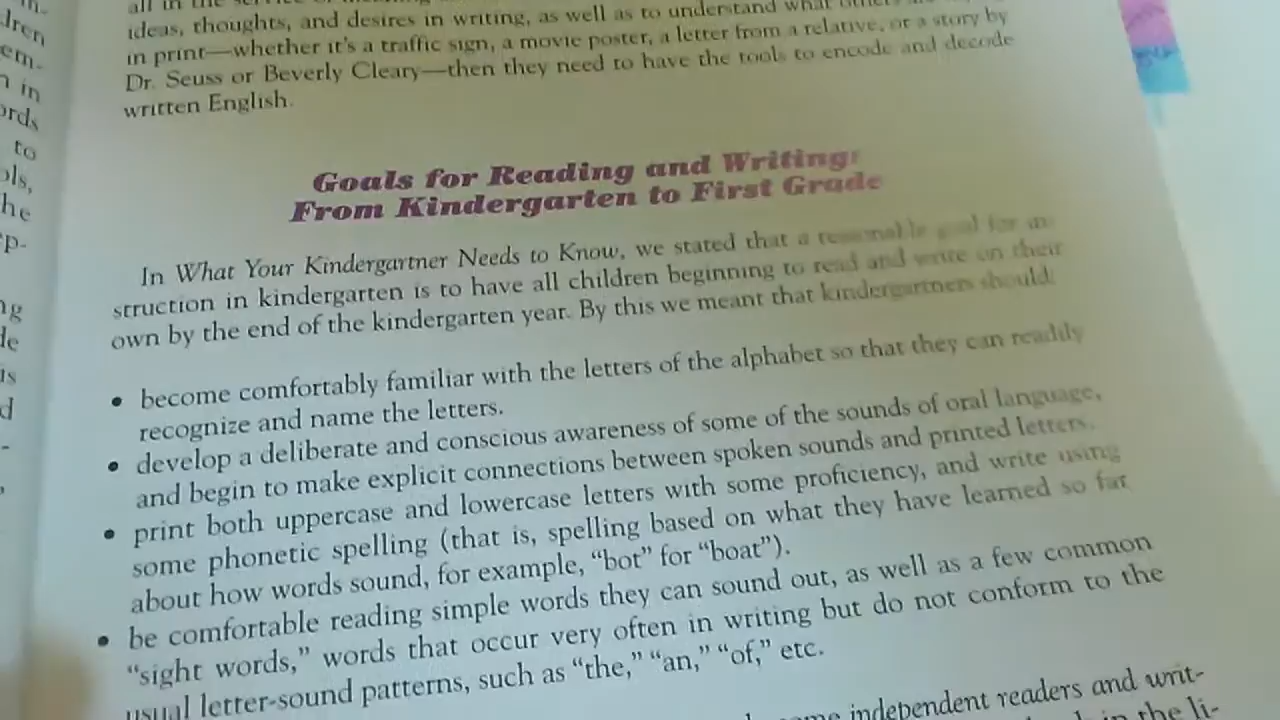 ideas, thoughts, and desires in writing, as well as to understand what
in print—whether it's a traffic sign, a movie poster, a letter from a relative, or a story by
Dr. Seuss or Beverly Cleary—then they need to have the tools to encode and decode
written English.
Goals for Reading and Writing:
From Kindergarten to First Grade
In What Your Kindergartner Needs to Know, we stated that a reasonable goal for in-
struction in kindergarten is to have all children beginning to read and write on their
own by the end of the kindergarten year. By this we meant that kindergartners should:
• become comfortably familiar with the letters of the alphabet so that they can readily
recognize and name the letters.
• develop a deliberate and conscious awareness of some of the sounds of oral language,
and begin to make explicit connections between spoken sounds and printed letters.
• print both uppercase and lowercase letters with some proficiency, and write using
some phonetic spelling (that is, spelling based on what they have learned so far
about how words sound, for example, “bot” for “boat”).
• be comfortable reading simple words they can sound out, as well as a few common
“sight words,” words that occur very often in writing but do not conform to the
usual letter-sound patterns, such as “the,” “an,” “of,” etc.
independent readers and writ-
in the li-